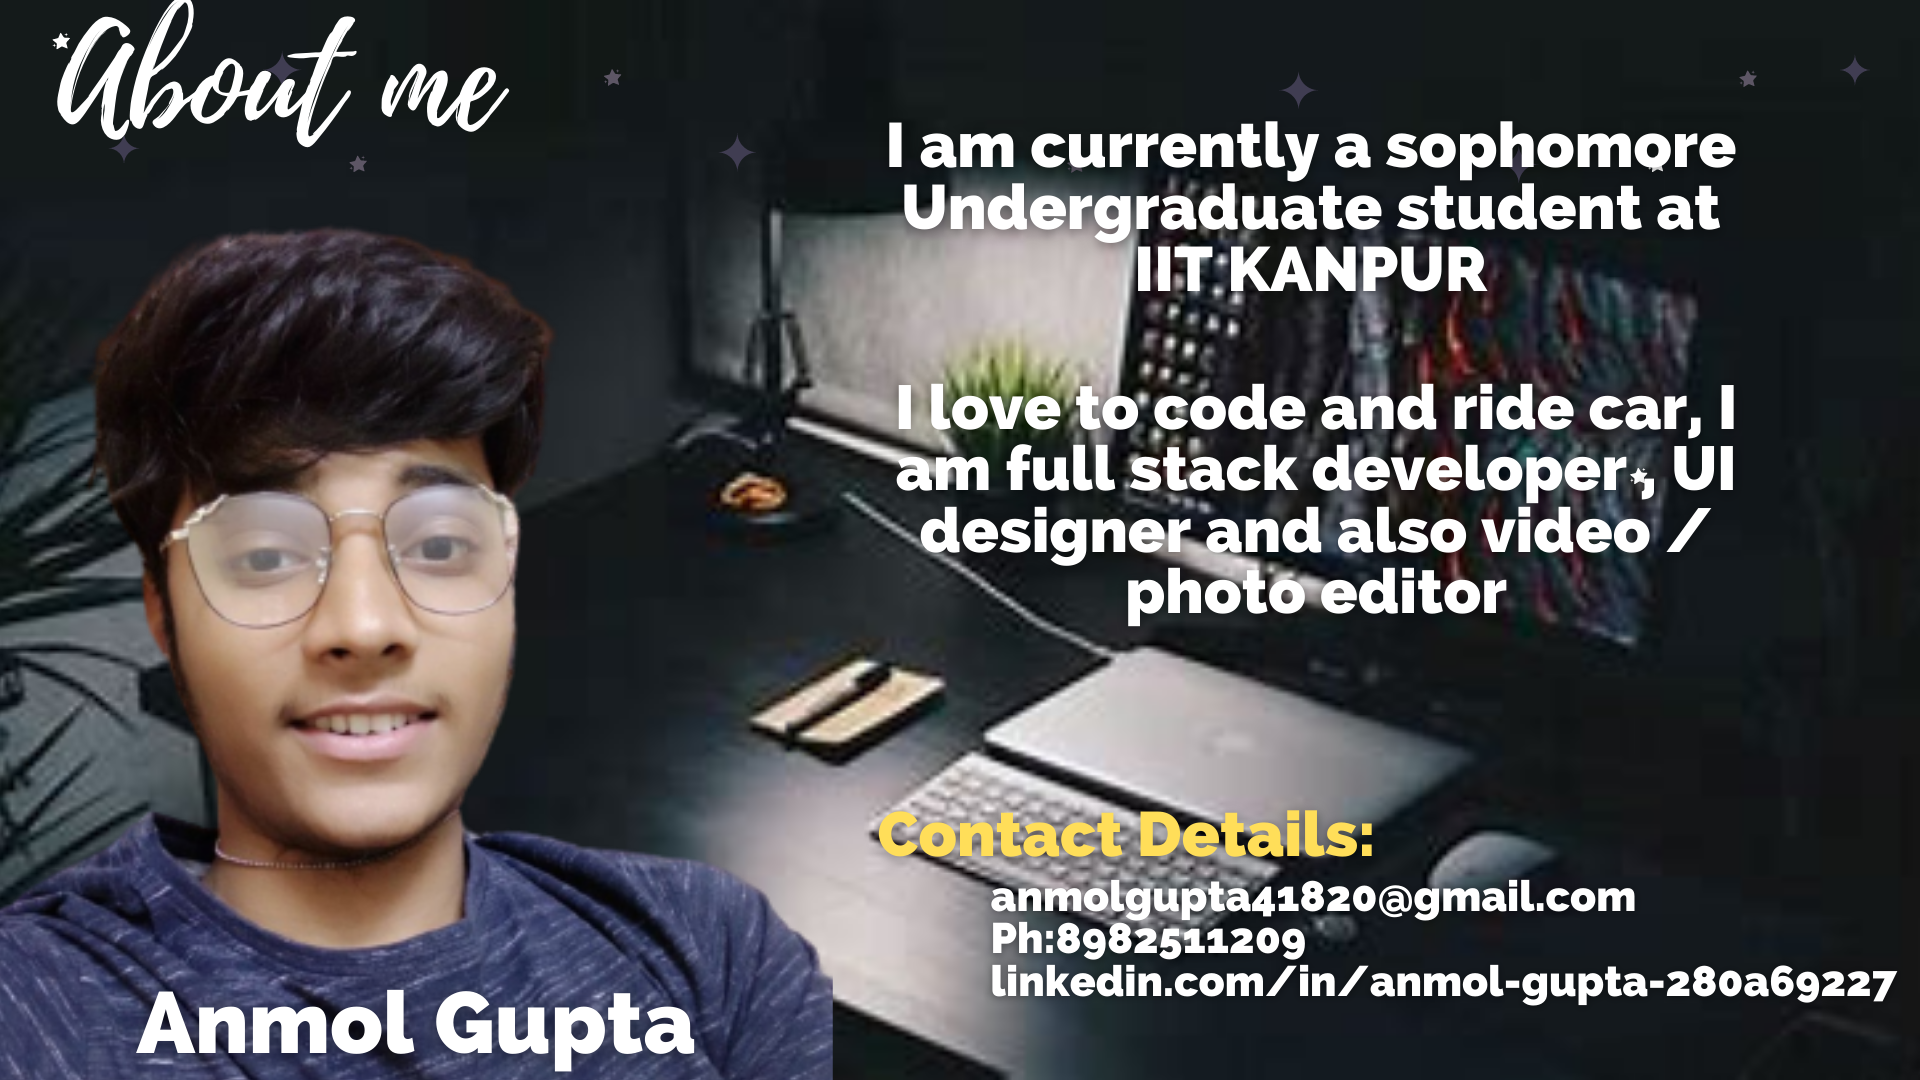 About me
I am currently a sophomore
Undergraduate student at
IIT KANPUR
I love to code and ride car, I
am full stack developer , UI
designer and also video /
photo editor
Contact Details:
anmolgupta41820@gmail.com
Ph:8982511209
linkedin.com/in/anmol-gupta-280a69227
Anmol Gupta